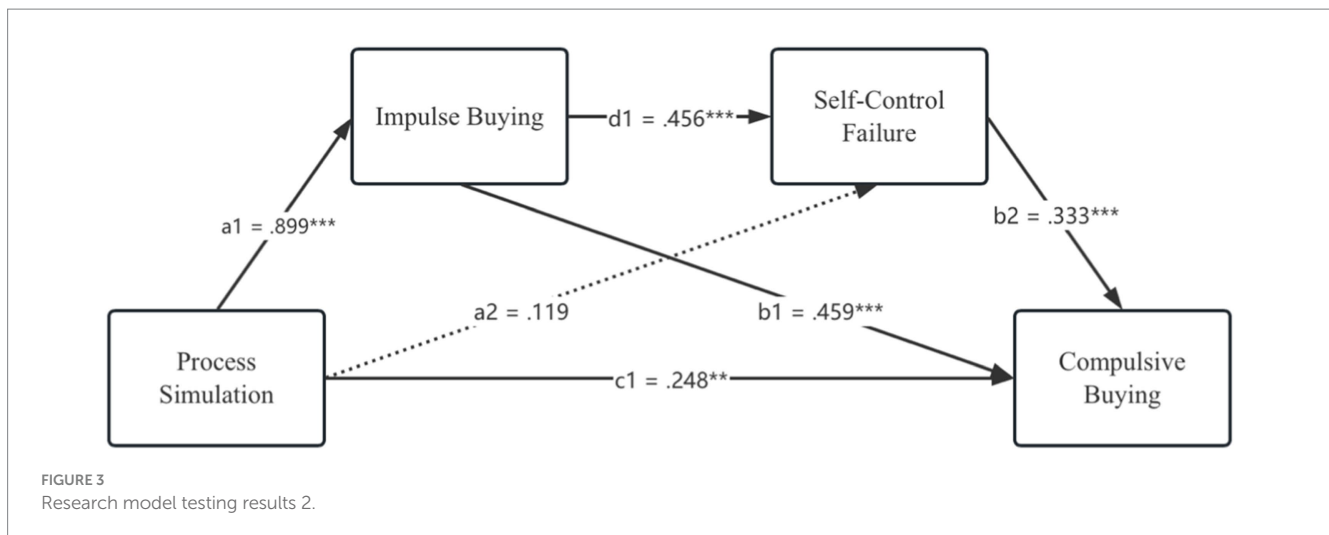 Impulse Buying
d1 = .456***
Self-Control
Failure
a1 = .899***
b2 = .333***
a2 = .119
b1 = .459***
Process
Simulation
c1 = .248**
Compulsive
Buying
FIGURE 3
Research model testing results 2.